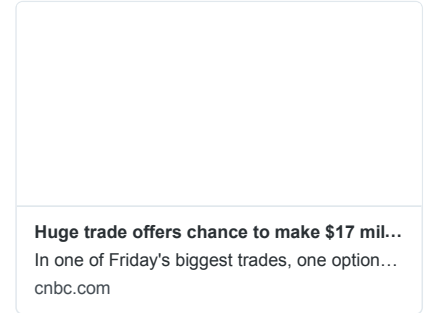 Huge trade offers chance to make $17 mil...
In one of Friday's biggest trades, one option...
cnbc.com